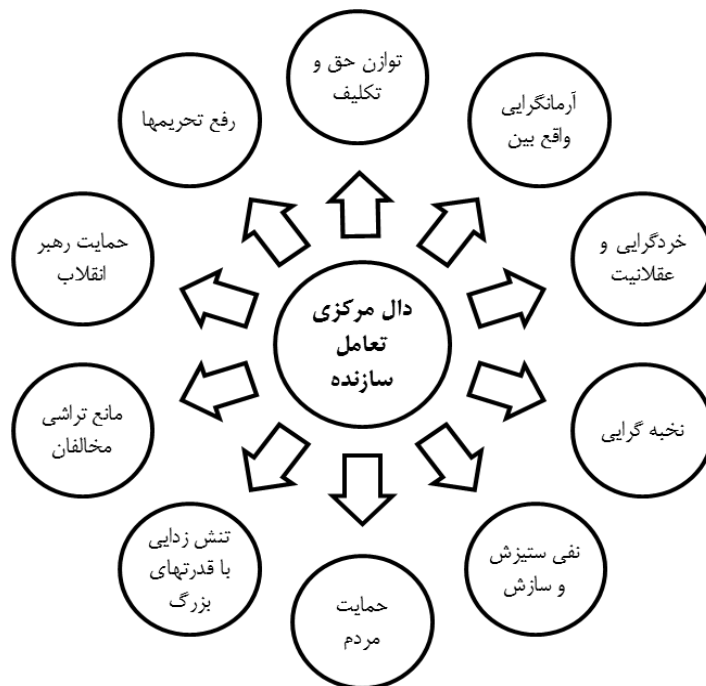 دال مرکزی
تعامل
سازنده
توازن حق و
تکلیف
آرمانگرایی
واقع بین
خردگرایی و
عقلانیت
نخبه گرایی
نفی ستیزش
و سازش
حمایت
مردم
تنش زدایی
با قدرتهای
بزرگ
مانع تراشی
مخالفان
حمایت رهبر
انقلاب
رفع تحریمها